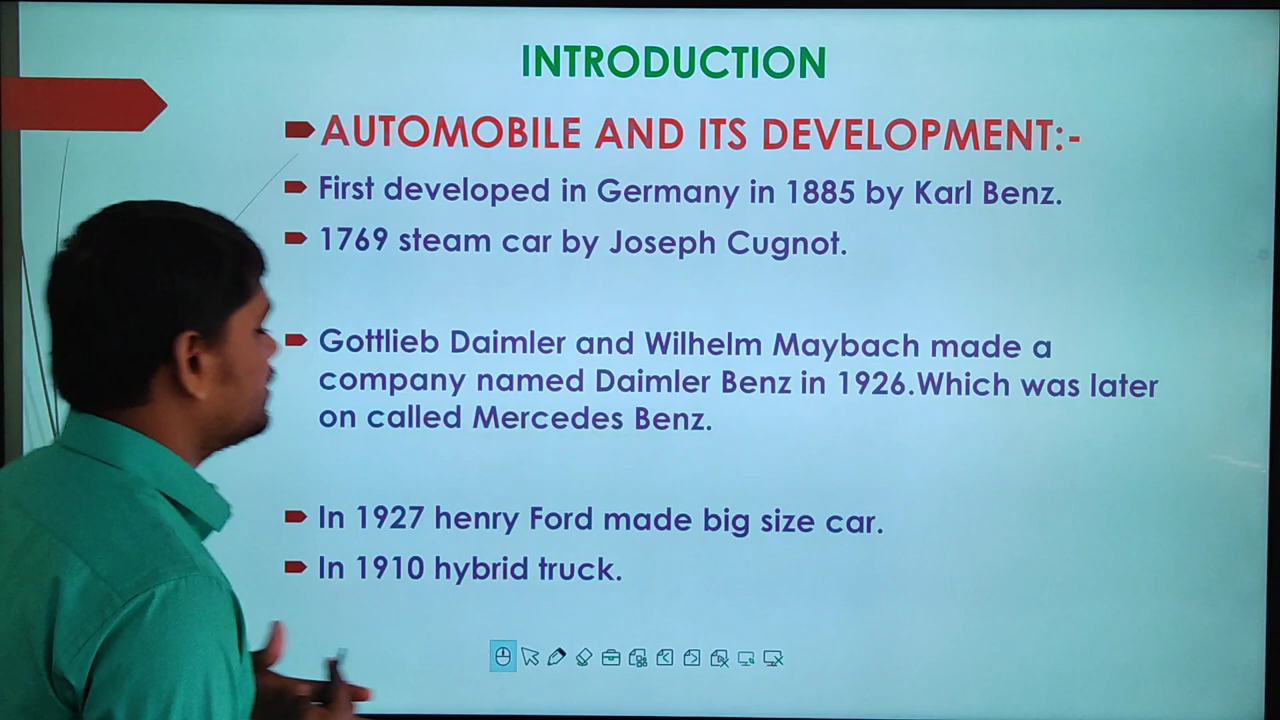 INTRODUCTION
AUTOMOBILE AND ITS DEVELOPMENT:-
First developed in Germany in 1885 by Karl Benz.
1769 steam car by Joseph Cugnot.
Gottlieb Daimler and Wilhelm Maybach made a
company named Daimler Benz in 1926.Which was later
on called Mercedes Benz.
In 1927 henry Ford made big size car.
In 1910 hybrid truck.